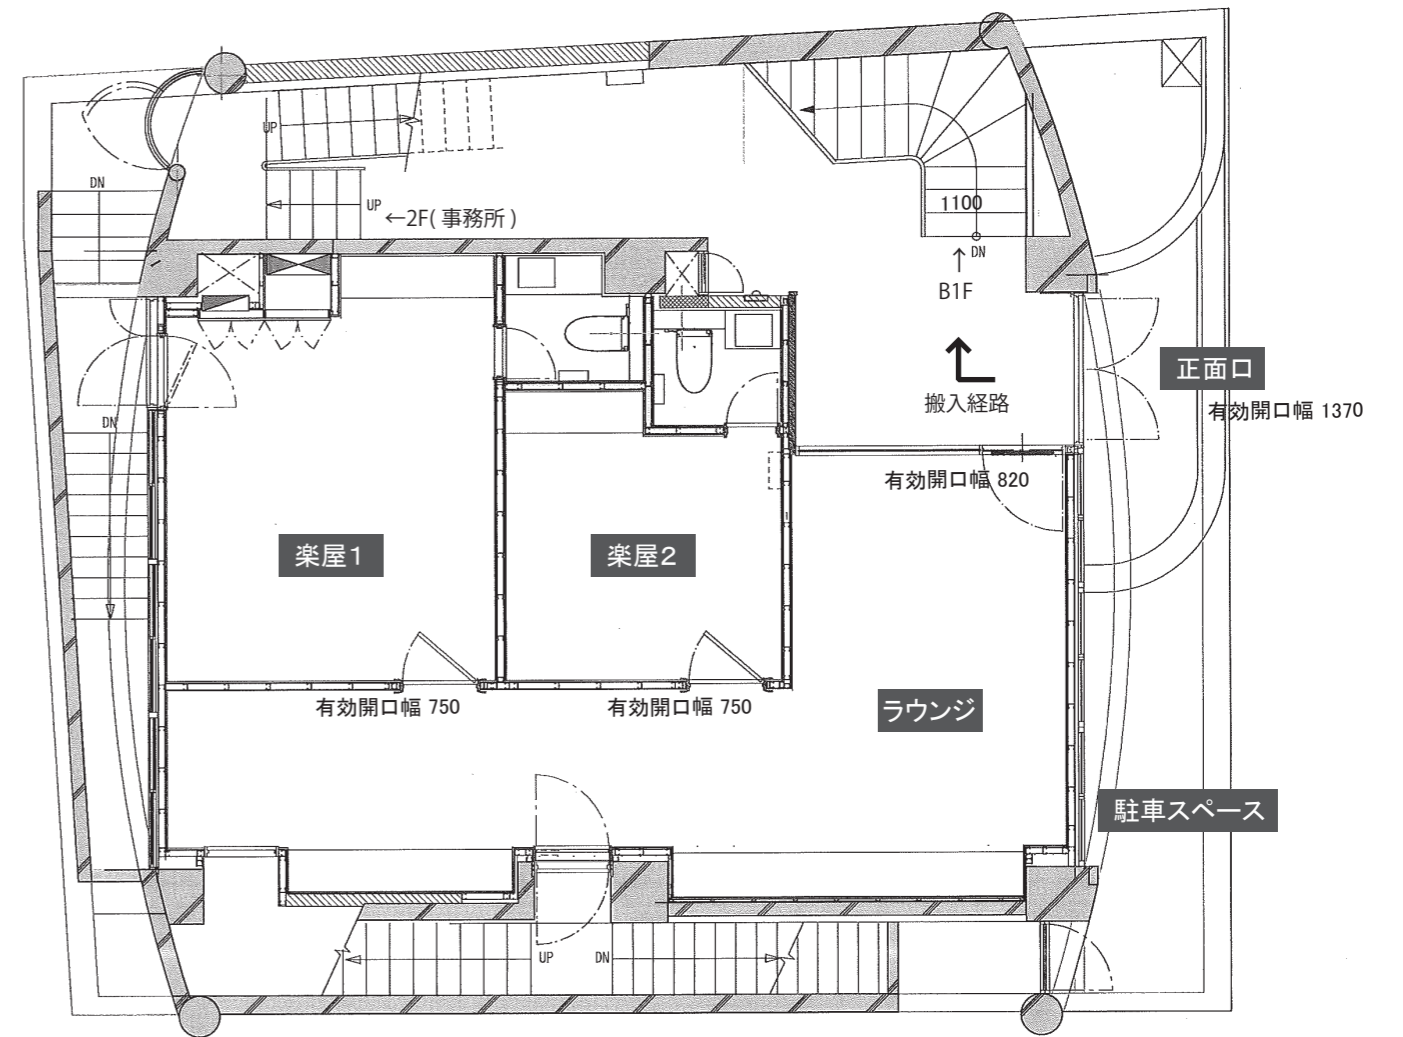 UP
DN
UP
←2F( 事務所 )
1100
DN
↑
B1F
正面口
搬入経路
有効開口幅 1370
DN
有効開口幅 820
楽屋１
楽屋２
有効開口幅 750
有効開口幅 750
ラウンジ
駐車スペース
UP
DN